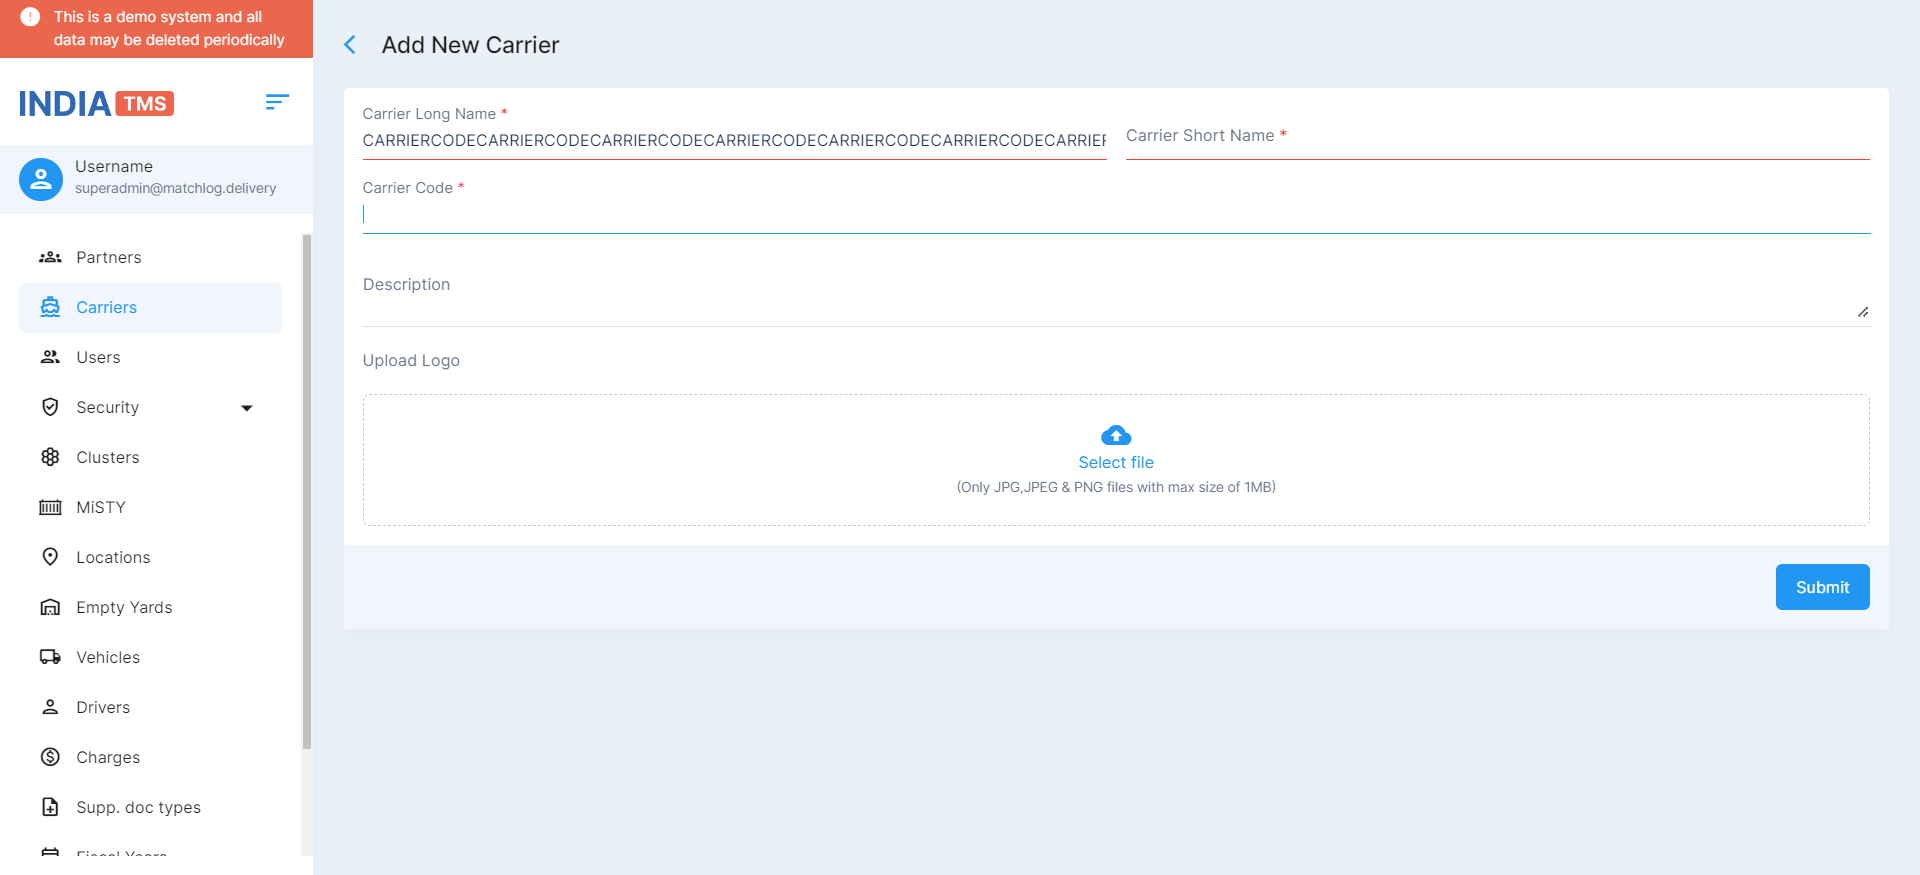 This is a demo system and all
data may be deleted periodically
INDIA TMS
Username
superadmin@matchlog.delivery
Partners
Carriers
Users
Security
Clusters
MiSTY
Locations
Empty Yards
Vehicles
Drivers
Charges
Supp. doc types
Fiscal Years
Add New Carrier
Carrier Long Name *
CARRIERCODECARRIERCODECARRIERCODECARRIERCODECARRIERCODECARRIERCODECARRIER
Carrier Short Name *
Carrier Code *
Description
Upload Logo
Select file
(Only JPG,JPEG & PNG files with max size of 1MB)
Submit